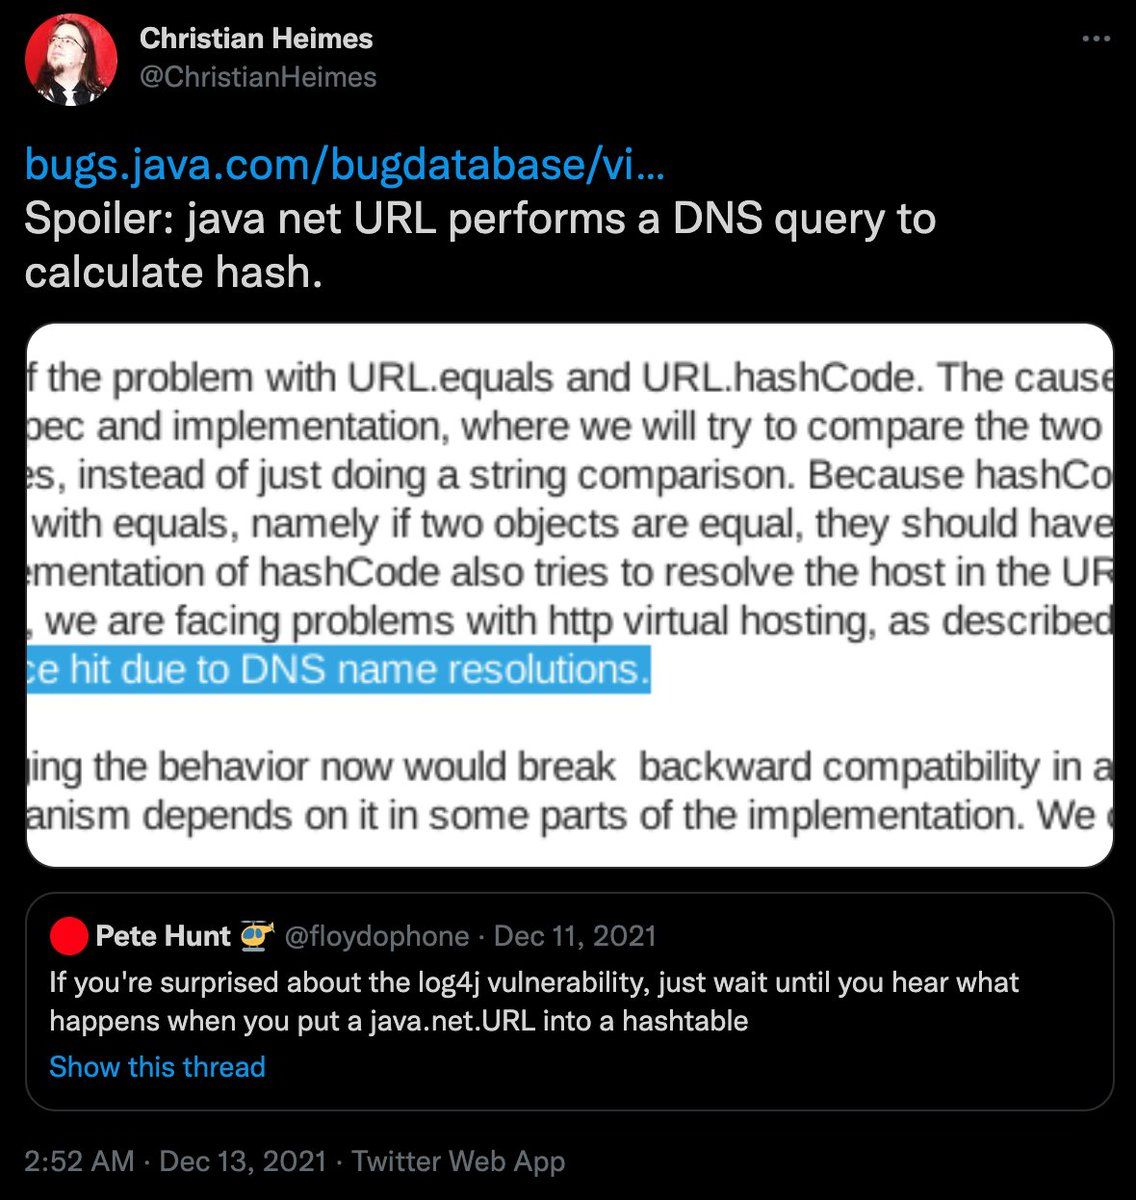 Christian Heimes
@ChristianHeimes
bugs.java.com/bugdatabase/vi...
Spoiler: java net URL performs a DNS query to
calculate hash.
f the problem with URL.equals and URL.hashCode. The cause
pec and implementation, where we will try to compare the two
es, instead of just doing a string comparison. Because hashCo
with equals, namely if two objects are equal, they should have
ementation of hashCode also tries to resolve the host in the UR
, we are facing problems with http virtual hosting, as described
ce hit due to DNS name resolutions.
ging the behavior now would break  backward compatibility in a
anism depends on it in some parts of the implementation. We
Pete Hunt 🚁 @floydophone · Dec 11, 2021
If you're surprised about the log4j vulnerability, just wait until you hear what
happens when you put a java.net.URL into a hashtable
Show this thread
2:52 AM · Dec 13, 2021 · Twitter Web App